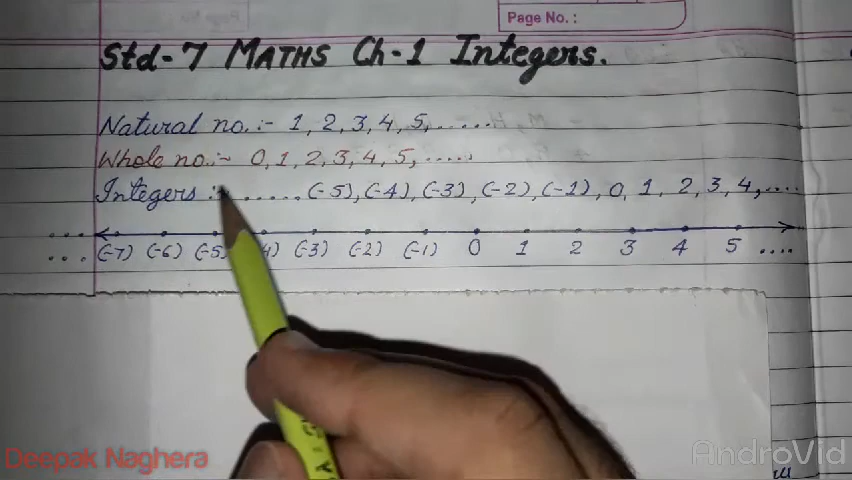 Page No.:
Std-7 MATHS Ch-1 Integers.
Natural no.:- 1, 2, 3, 4, 5, ......
Whole no.:- 0, 1, 2, 3, 4, 5, ......
Integers :- ........ (-5), (-4), (-3), (-2), (-1), 0, 1, 2, 3, 4, ....
... (-7) (-6) (-5) 4) (-3) (-2) (-1) 0 1 2 3 4 5 ....
Deepak Naghera
AndroVid